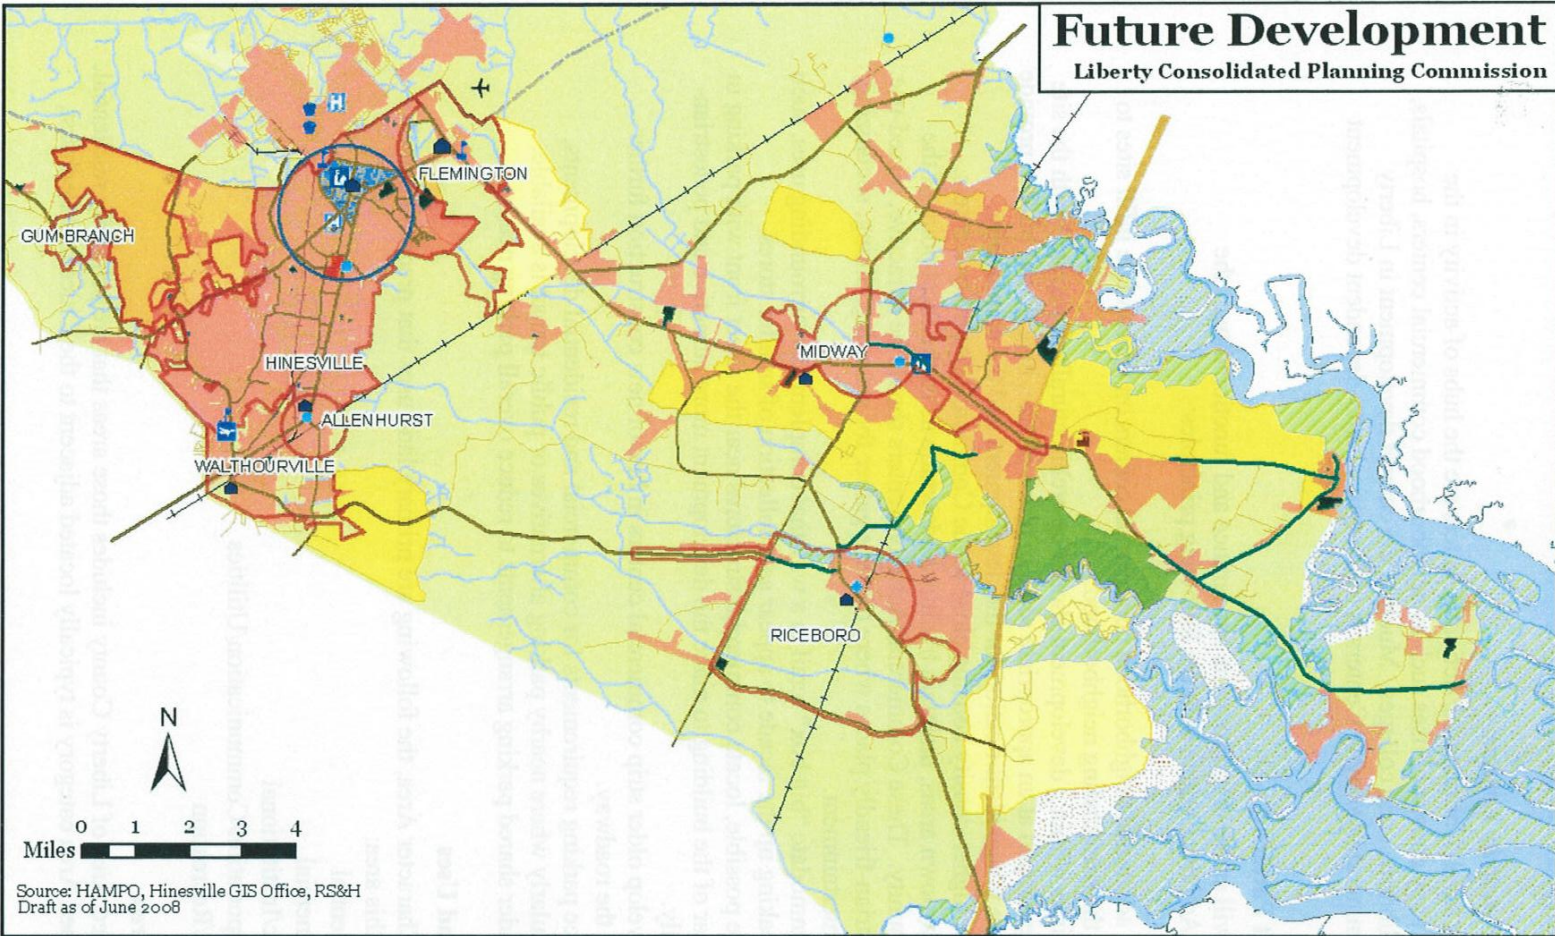 Future Development
Liberty Consolidated Planning Commission
H
FLEMINGTON
GUM BRANCH
HINESVILLE
MIDWAY
ALLENHURST
WALTHOURVILLE
RICEBORO
N
0 1 2 3 4
Miles
Source: HAMPO, Hinesville GIS Office, RS&H
Draft as of June 2008